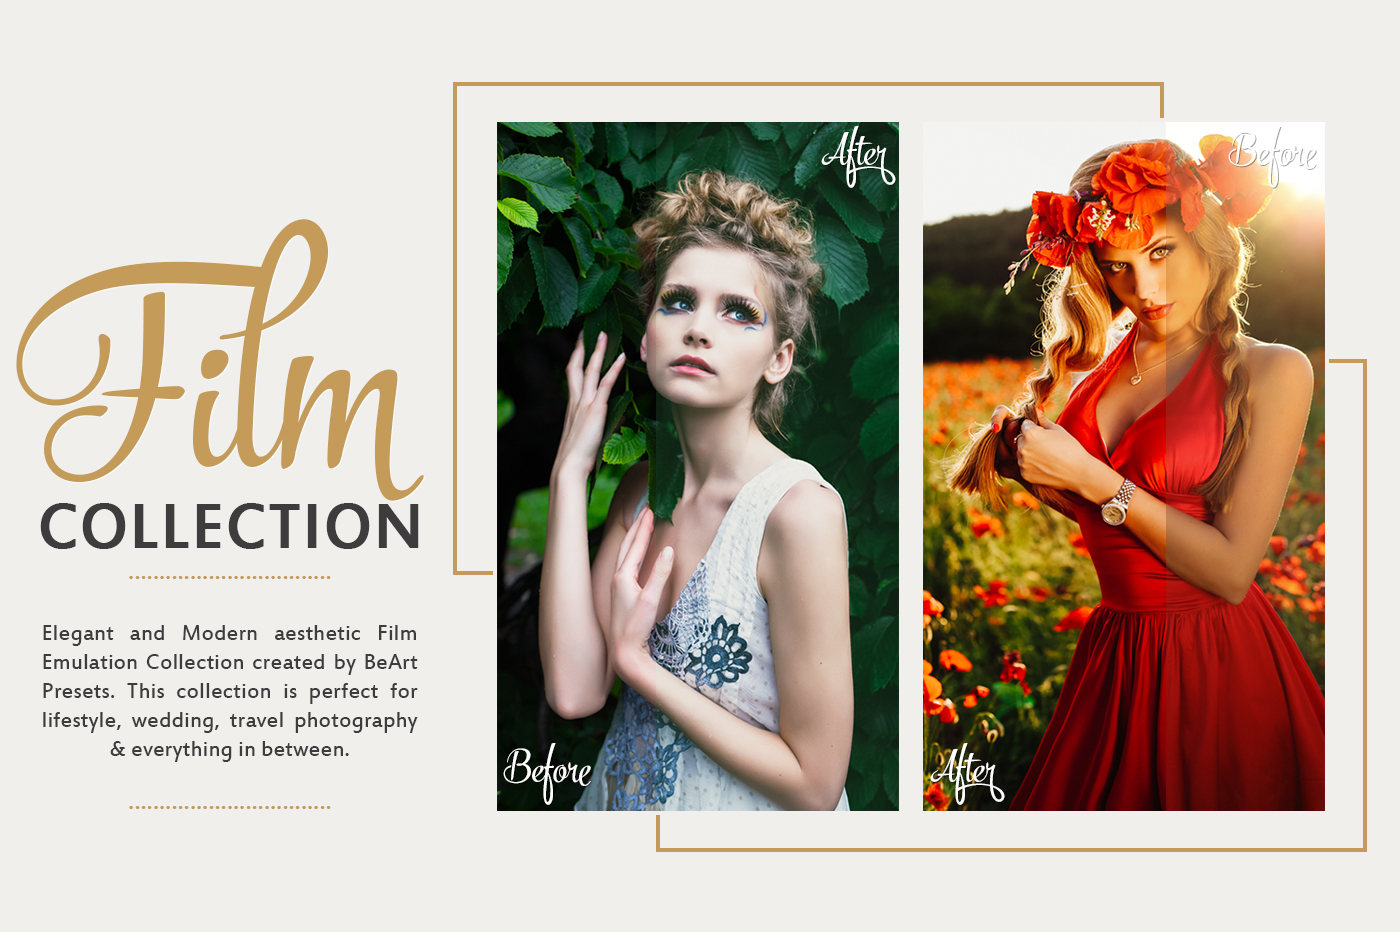 Film
COLLECTION
Elegant and Modern aesthetic Film
Emulation Collection created by BeArt
Presets. This collection is perfect for
lifestyle, wedding, travel photography
& everything in between.
After
Before
Before
After